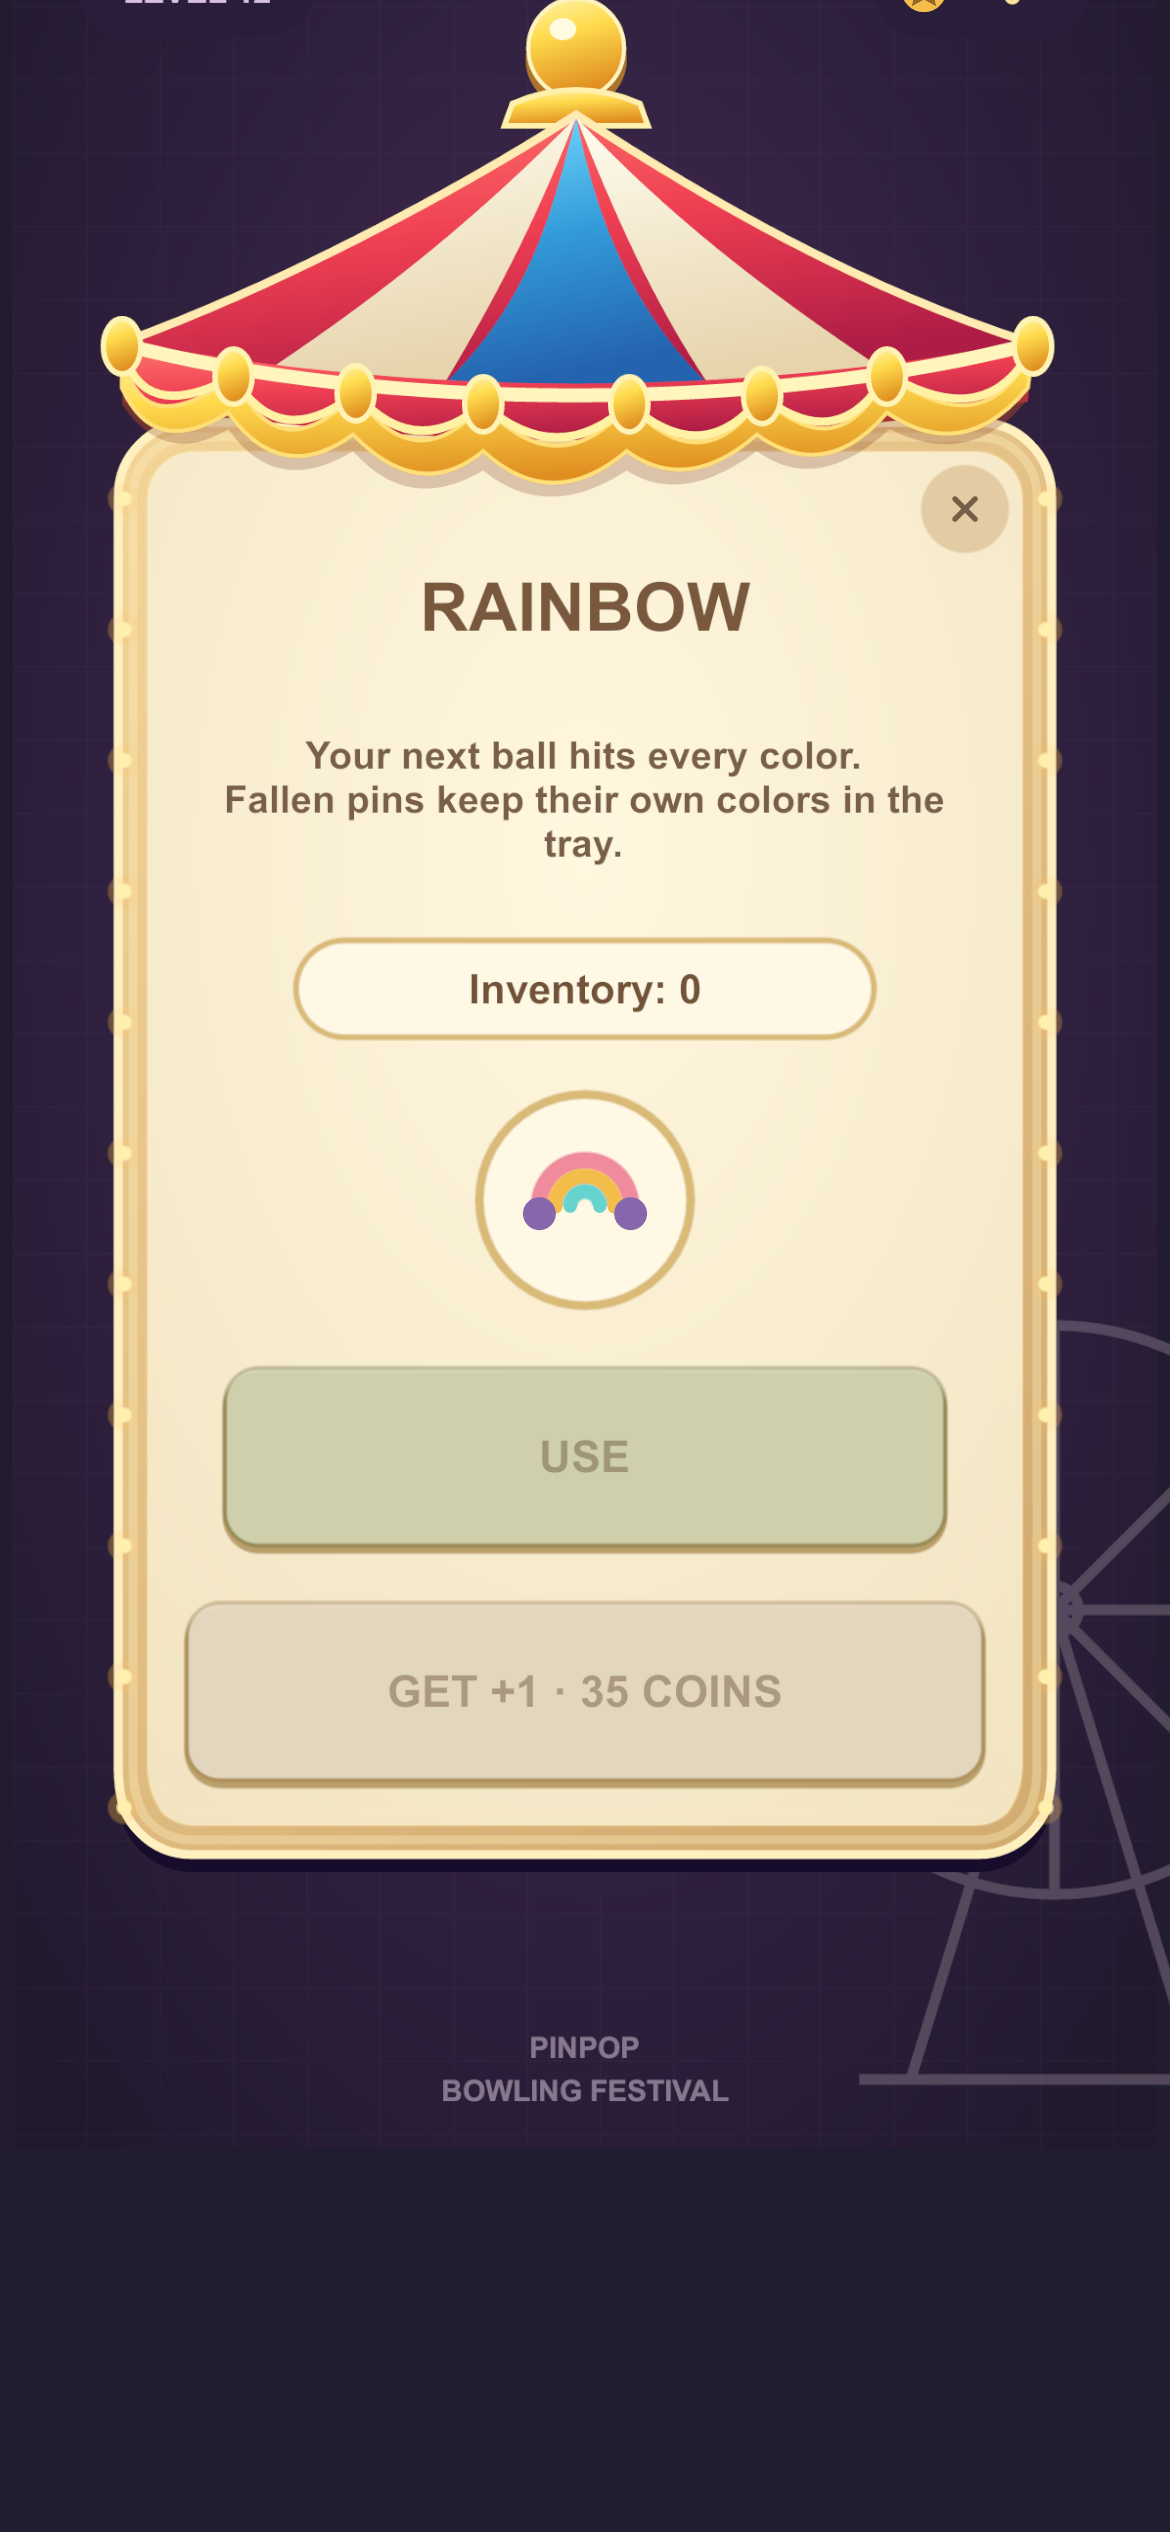 RAINBOW
Your next ball hits every color.
Fallen pins keep their own colors in the
tray.
Inventory: 0
USE
GET +1 · 35 COINS
PINPOP
BOWLING FESTIVAL